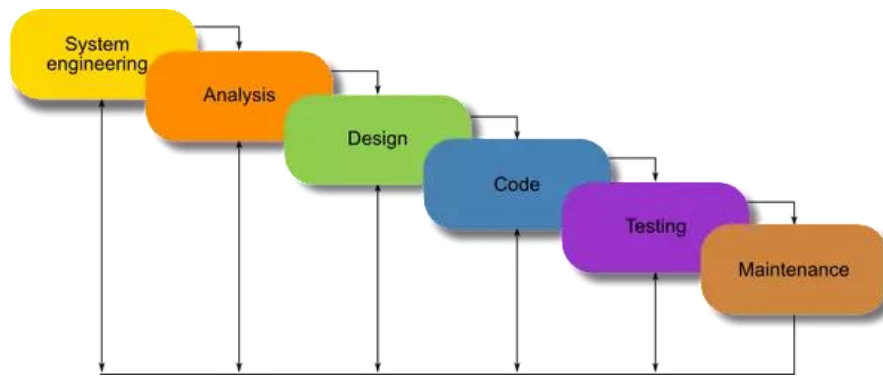 System
engineering
Analysis
Design
Code
Testing
Maintenance